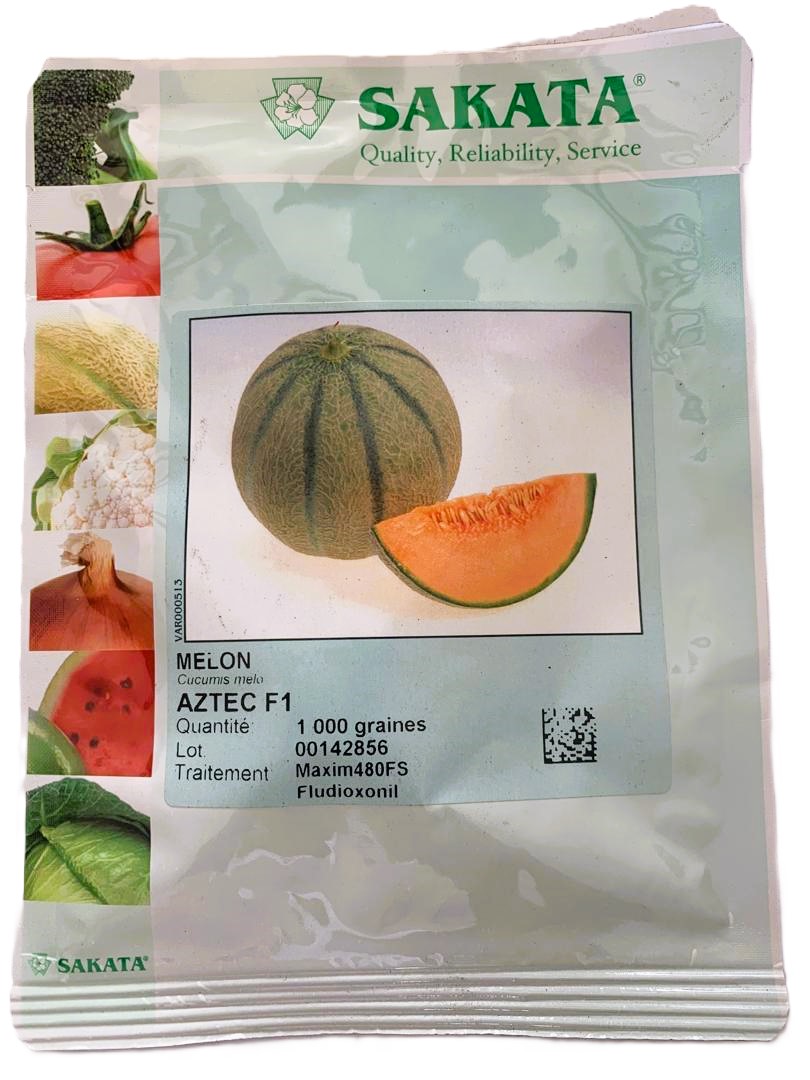 SAKATA®
Quality, Reliability, Service
VAR000513
MELON
Cucumis melo
AZTEC F1
Quantité: 1 000 graines
Lot 00142856
Traitement Maxim480FS
Fludioxonil
SAKATA®